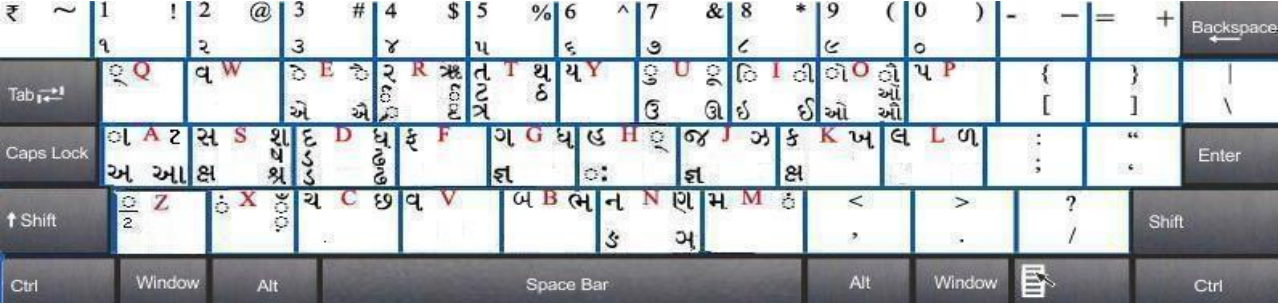 ₹ ~ 1 ! 2 @ 3 # 4 $ 5 % 6 ^ 7 & 8 * 9 ( 0 ) - – = + Backspace
૧ ૨ ૩ ૪ ૫ ૬ ૭ ૮ ૯ ૦
Tab ૃ Q વ W ે E ૈ ર R ઋ ત T થ ય Y ુ U ૂ િ I ી ો O ૌ પ P { } |
ટ ઠ ઑ
એ ઐ ત્ર ઉ ઊ ઇ ઈ ઓ ઔ [ ] \
Caps Lock ા A ટ સ S શ દ D ધ ફ F ગ G ઘ હ H ૃ જ J ઝ ક K ખ લ L ળ : “ Enter
ષ ડ ઢ
અ આ ક્ષ શ્ર ડ ઢ જ્ઞ ઃ જ્ઞ ક્ષ ; ‘
Shift Z ં X ઁ ચ C છ વ V બ B ભ ન N ણ મ M ં < > ? Shift
2 ઙ ઞ , . /
Ctrl Window Alt Space Bar Alt Window Ctrl